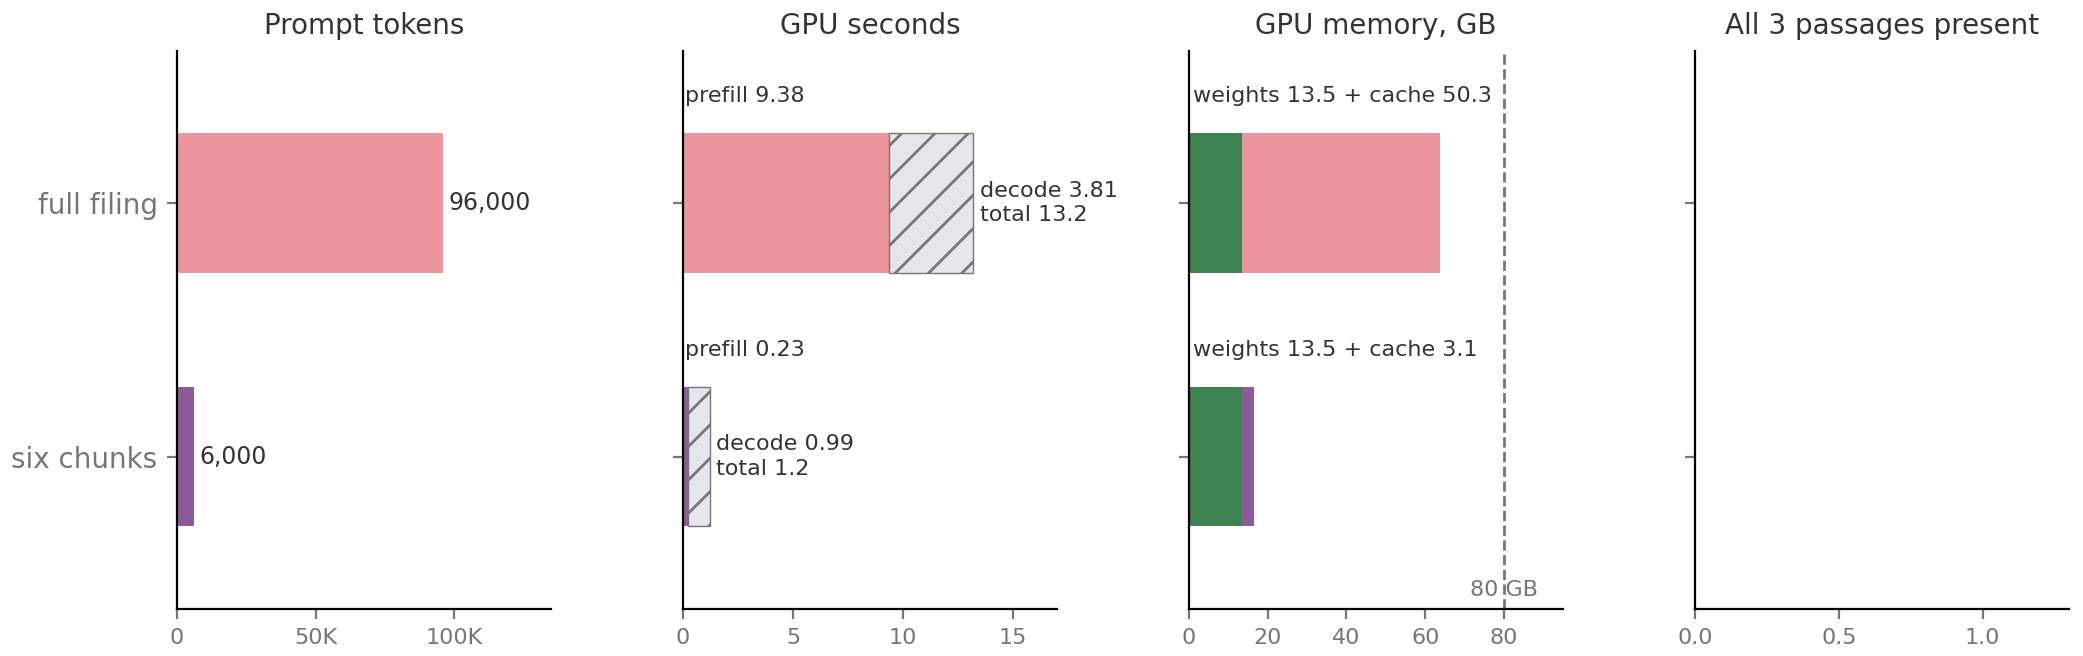 Prompt tokens
GPU seconds
GPU memory, GB
All 3 passages present
prefill 9.38
weights 13.5 + cache 50.3
full filing
96,000
decode 3.81
total 13.2
prefill 0.23
weights 13.5 + cache 3.1
six chunks
6,000
decode 0.99
total 1.2
80 GB
0 50K 100K
0 5 10 15
0 20 40 60 80
0.0 0.5 1.0